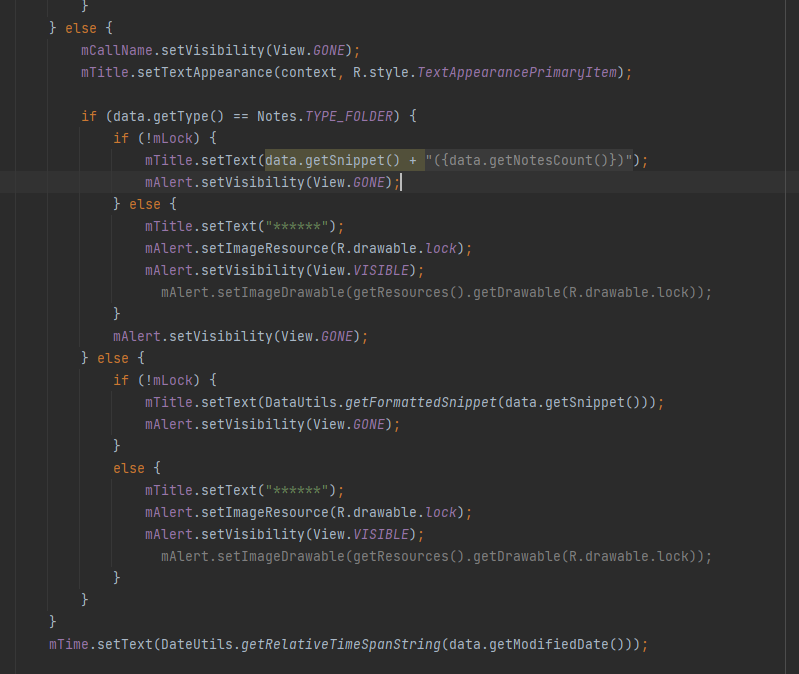 }
} else {
mCallName.setVisibility(View.GONE);
mTitle.setTextAppearance(context, R.style.TextAppearancePrimaryItem);
if (data.getType() == Notes.TYPE_FOLDER) {
if (!mLock) {
mTitle.setText(data.getSnippet() + "({data.getNotesCount()})");
mAlert.setVisibility(View.GONE);
} else {
mTitle.setText("******");
mAlert.setImageResource(R.drawable.lock);
mAlert.setVisibility(View.VISIBLE);
mAlert.setImageDrawable(getResources().getDrawable(R.drawable.lock));
}
mAlert.setVisibility(View.GONE);
} else {
if (!mLock) {
mTitle.setText(DataUtils.getFormattedSnippet(data.getSnippet()));
mAlert.setVisibility(View.GONE);
}
else {
mTitle.setText("******");
mAlert.setImageResource(R.drawable.lock);
mAlert.setVisibility(View.VISIBLE);
mAlert.setImageDrawable(getResources().getDrawable(R.drawable.lock));
}
}
}
mTime.setText(DateUtils.getRelativeTimeSpanString(data.getModifiedDate()));